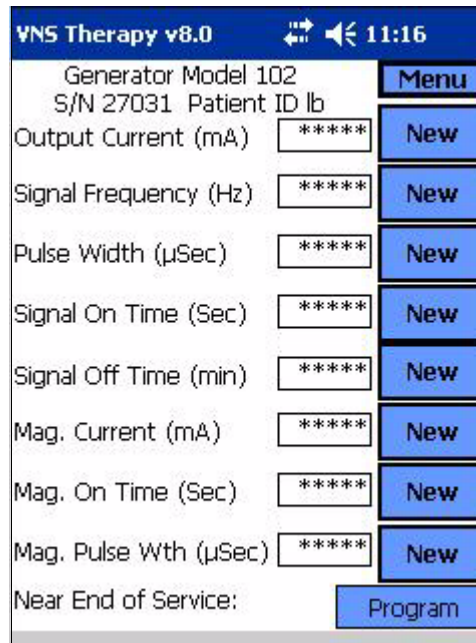 VNS Therapy v8.0 11:16
Generator Model 102 Menu
S/N 27031 Patient ID lb
Output Current (mA) ***** New
Signal Frequency (Hz) ***** New
Pulse Width (µSec) ***** New
Signal On Time (Sec) ***** New
Signal Off Time (min) ***** New
Mag. Current (mA) ***** New
Mag. On Time (Sec) ***** New
Mag. Pulse Wth (µSec) ***** New
Near End of Service: Program